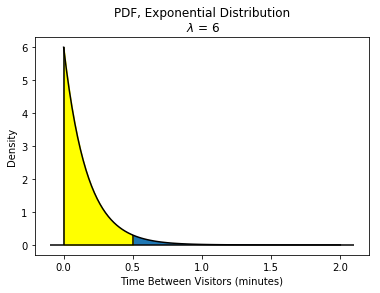 PDF, Exponential Distribution
λ = 6
6
5
4
3
2
1
0
Density
0.0 0.5 1.0 1.5 2.0
Time Between Visitors (minutes)